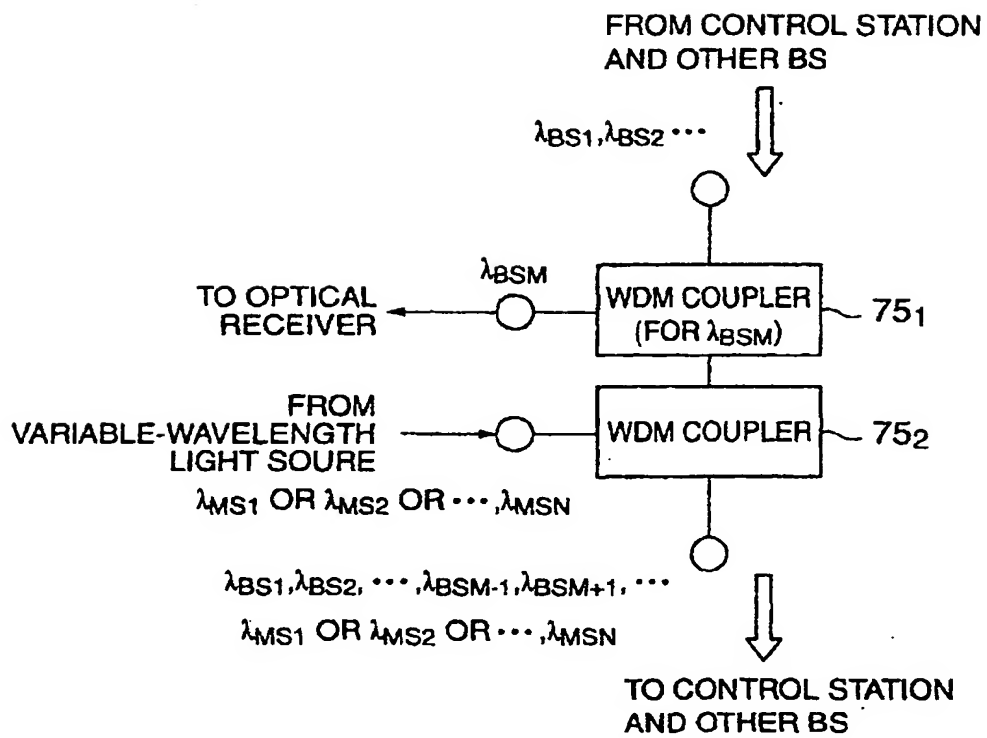 FROM CONTROL STATION
AND OTHER BS
λBS1,λBS2 ···
λBSM
TO OPTICAL
RECEIVER
WDM COUPLER
(FOR λBSM)
751
FROM
VARIABLE-WAVELENGTH
LIGHT SOURE
WDM COUPLER
752
λMS1 OR λMS2 OR ···,λMSN
λBS1,λBS2, ···,λBSM-1,λBSM+1, ···
λMS1 OR λMS2 OR ···,λMSN
TO CONTROL STATION
AND OTHER BS